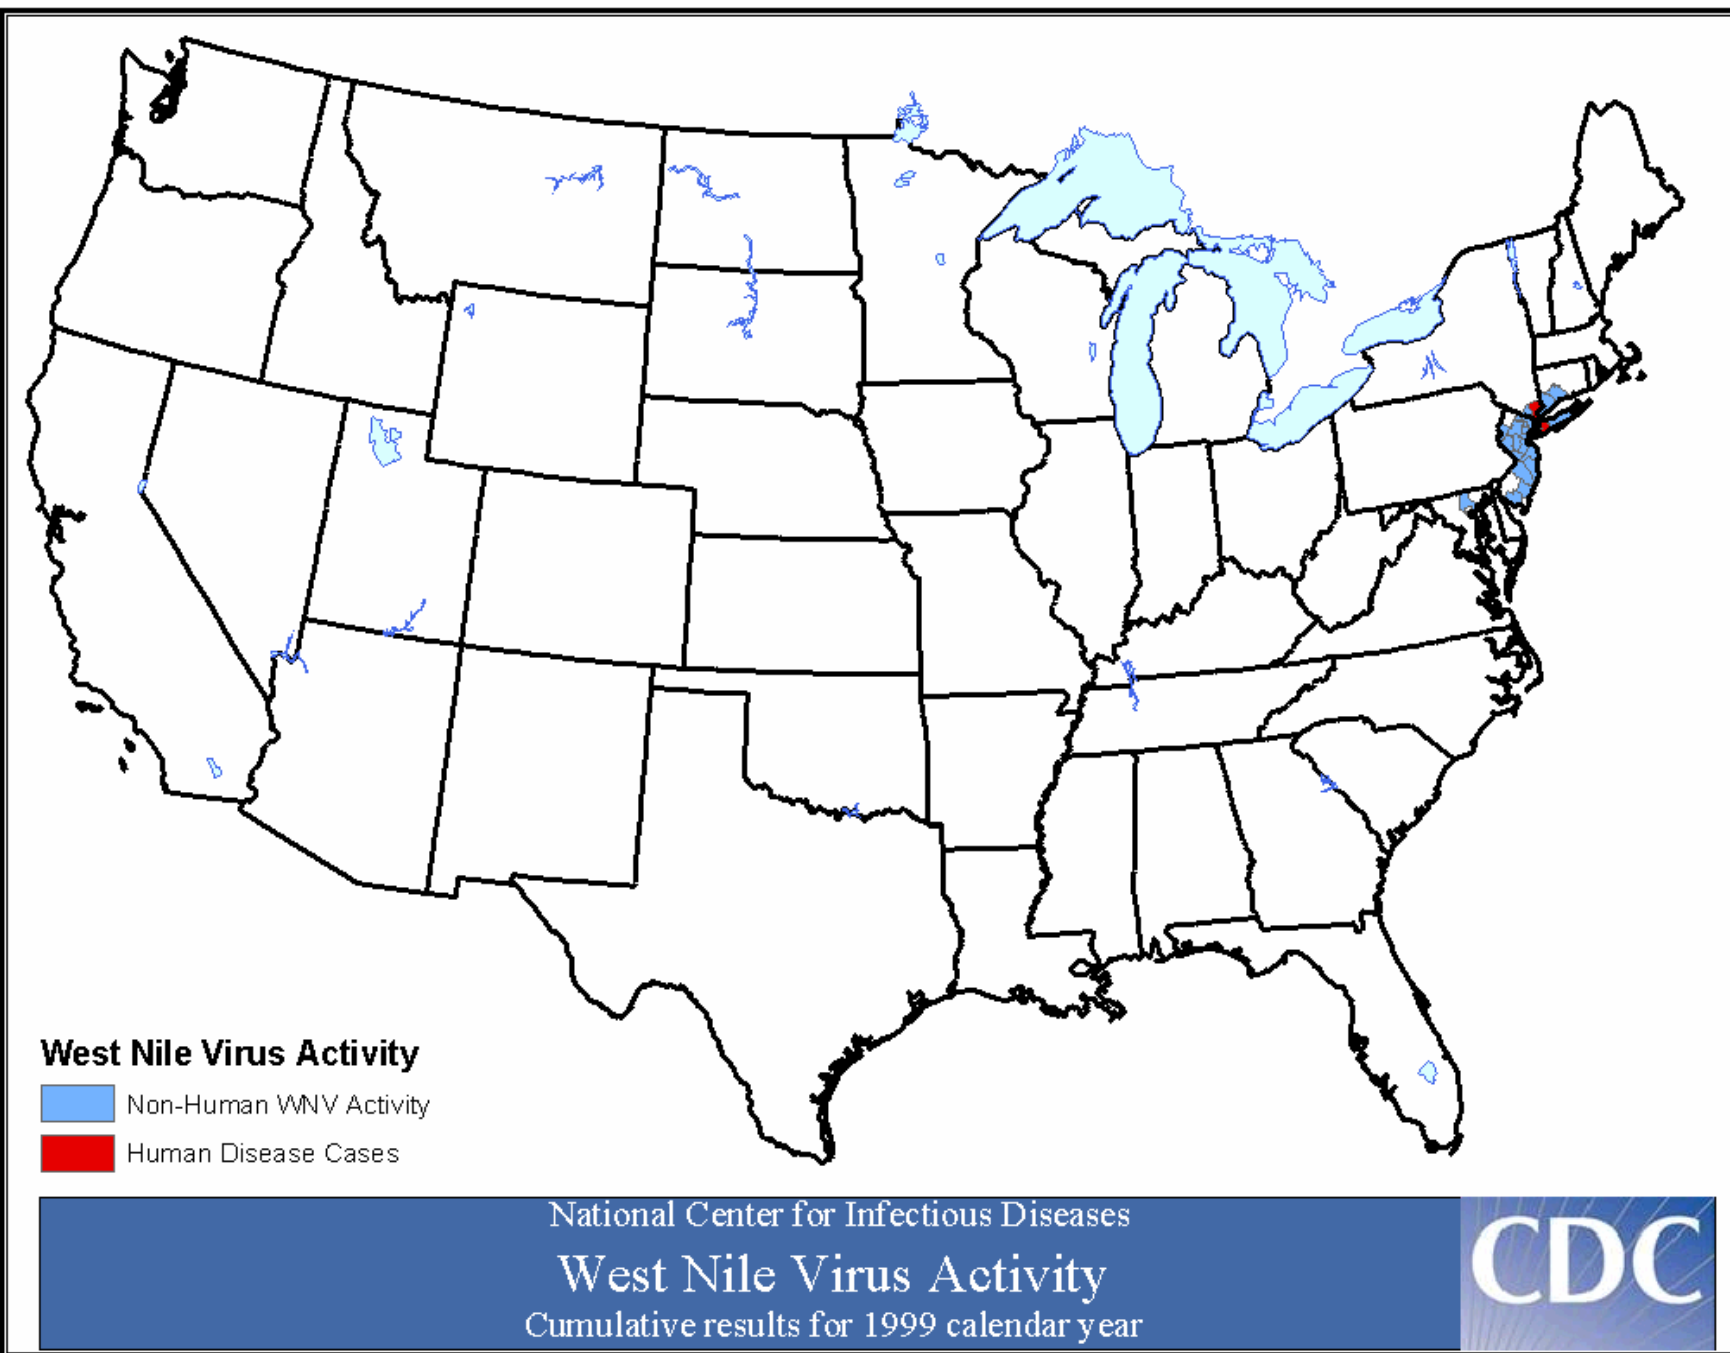 West Nile Virus Activity
Non-Human WNV Activity
Human Disease Cases
National Center for Infectious Diseases
West Nile Virus Activity
Cumulative results for 1999 calendar year
CDC